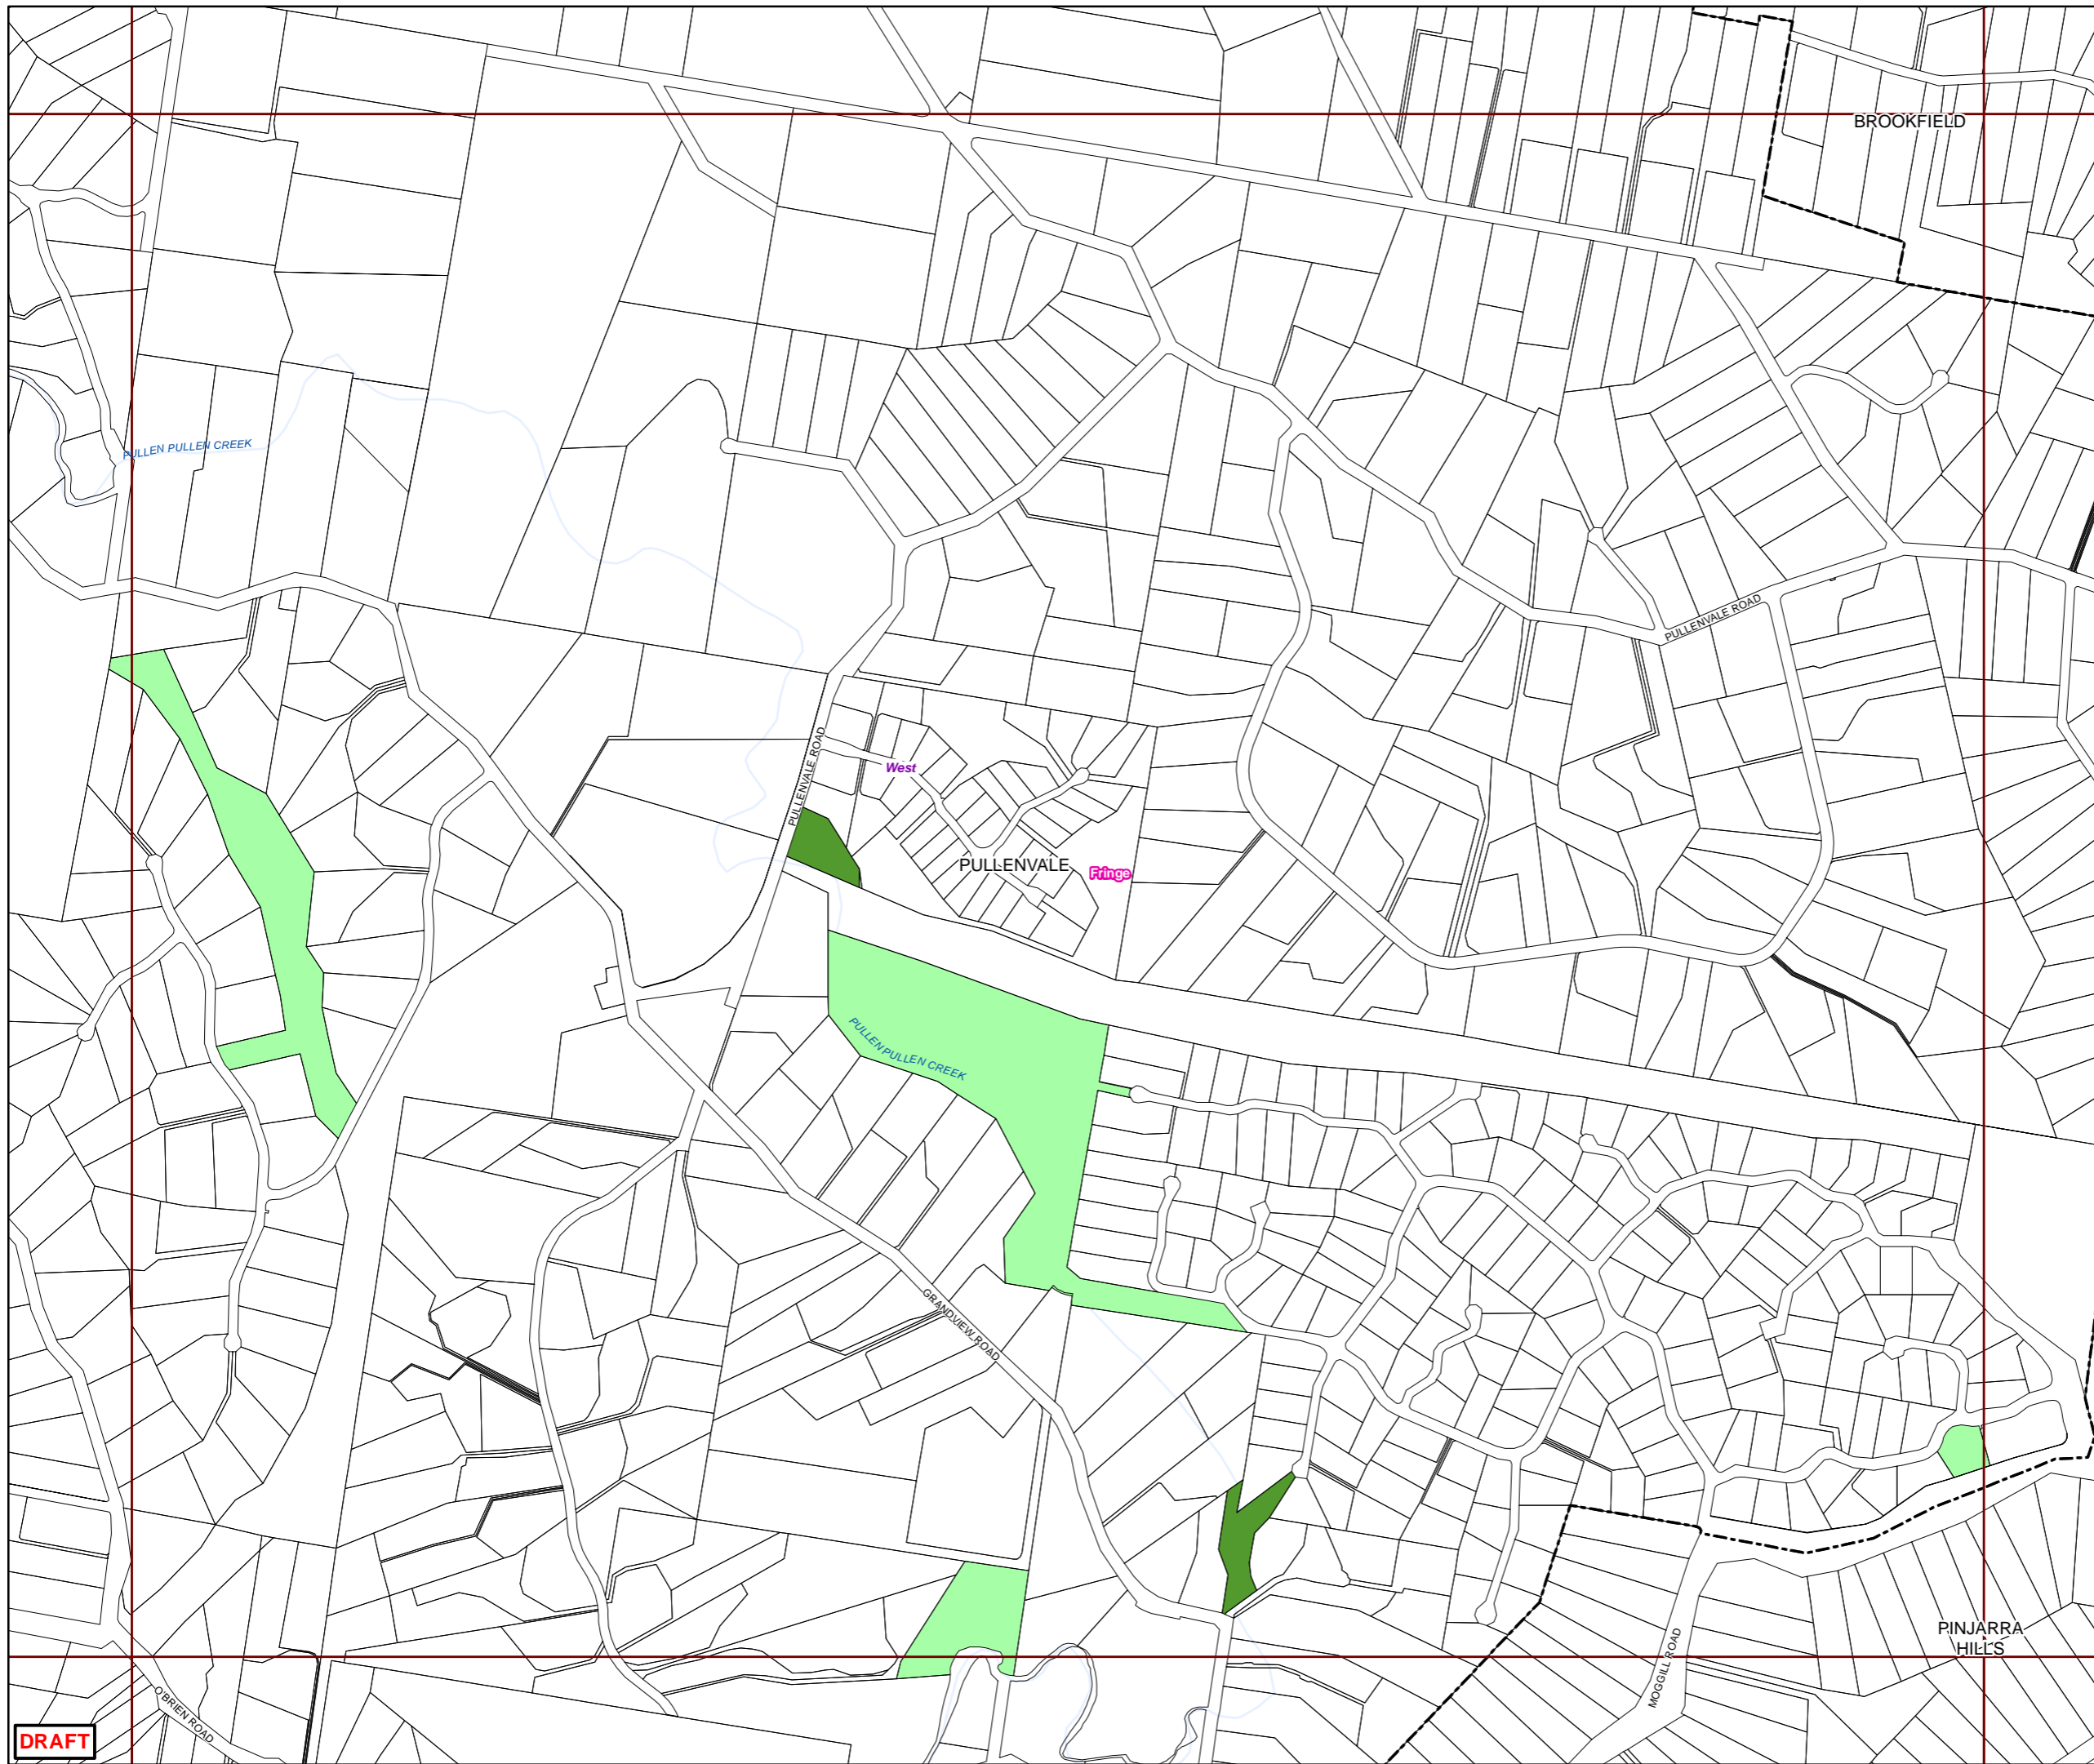 BROOKFIELD
PULLEN PULLEN CREEK
PULLENVALE ROAD
PULLENVALE ROAD
West
PULLENVALE
Fringe
PULLEN PULLEN CREEK
GRANDVIEW ROAD
PINJARRA
HILLS
MOGGILL ROAD
O'BRIEN ROAD
DRAFT